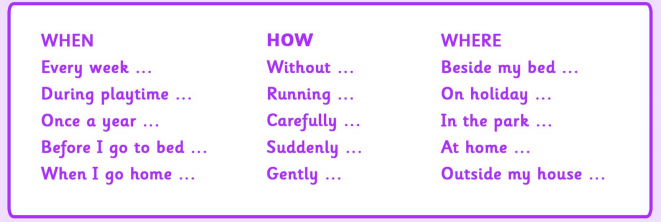 WHEN HOW WHERE
Every week ... Without ... Beside my bed ...
During playtime ... Running ... On holiday ...
Once a year ... Carefully ... In the park ...
Before I go to bed ... Suddenly ... At home ...
When I go home ... Gently ... Outside my house ...